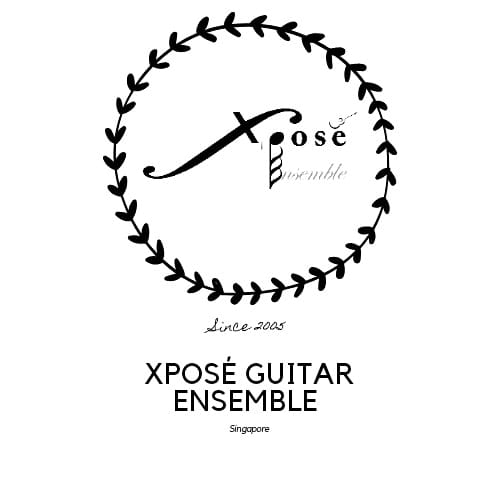 Xposé
Ensemble
Since 2005
XPOSÉ GUITAR
ENSEMBLE
Singapore